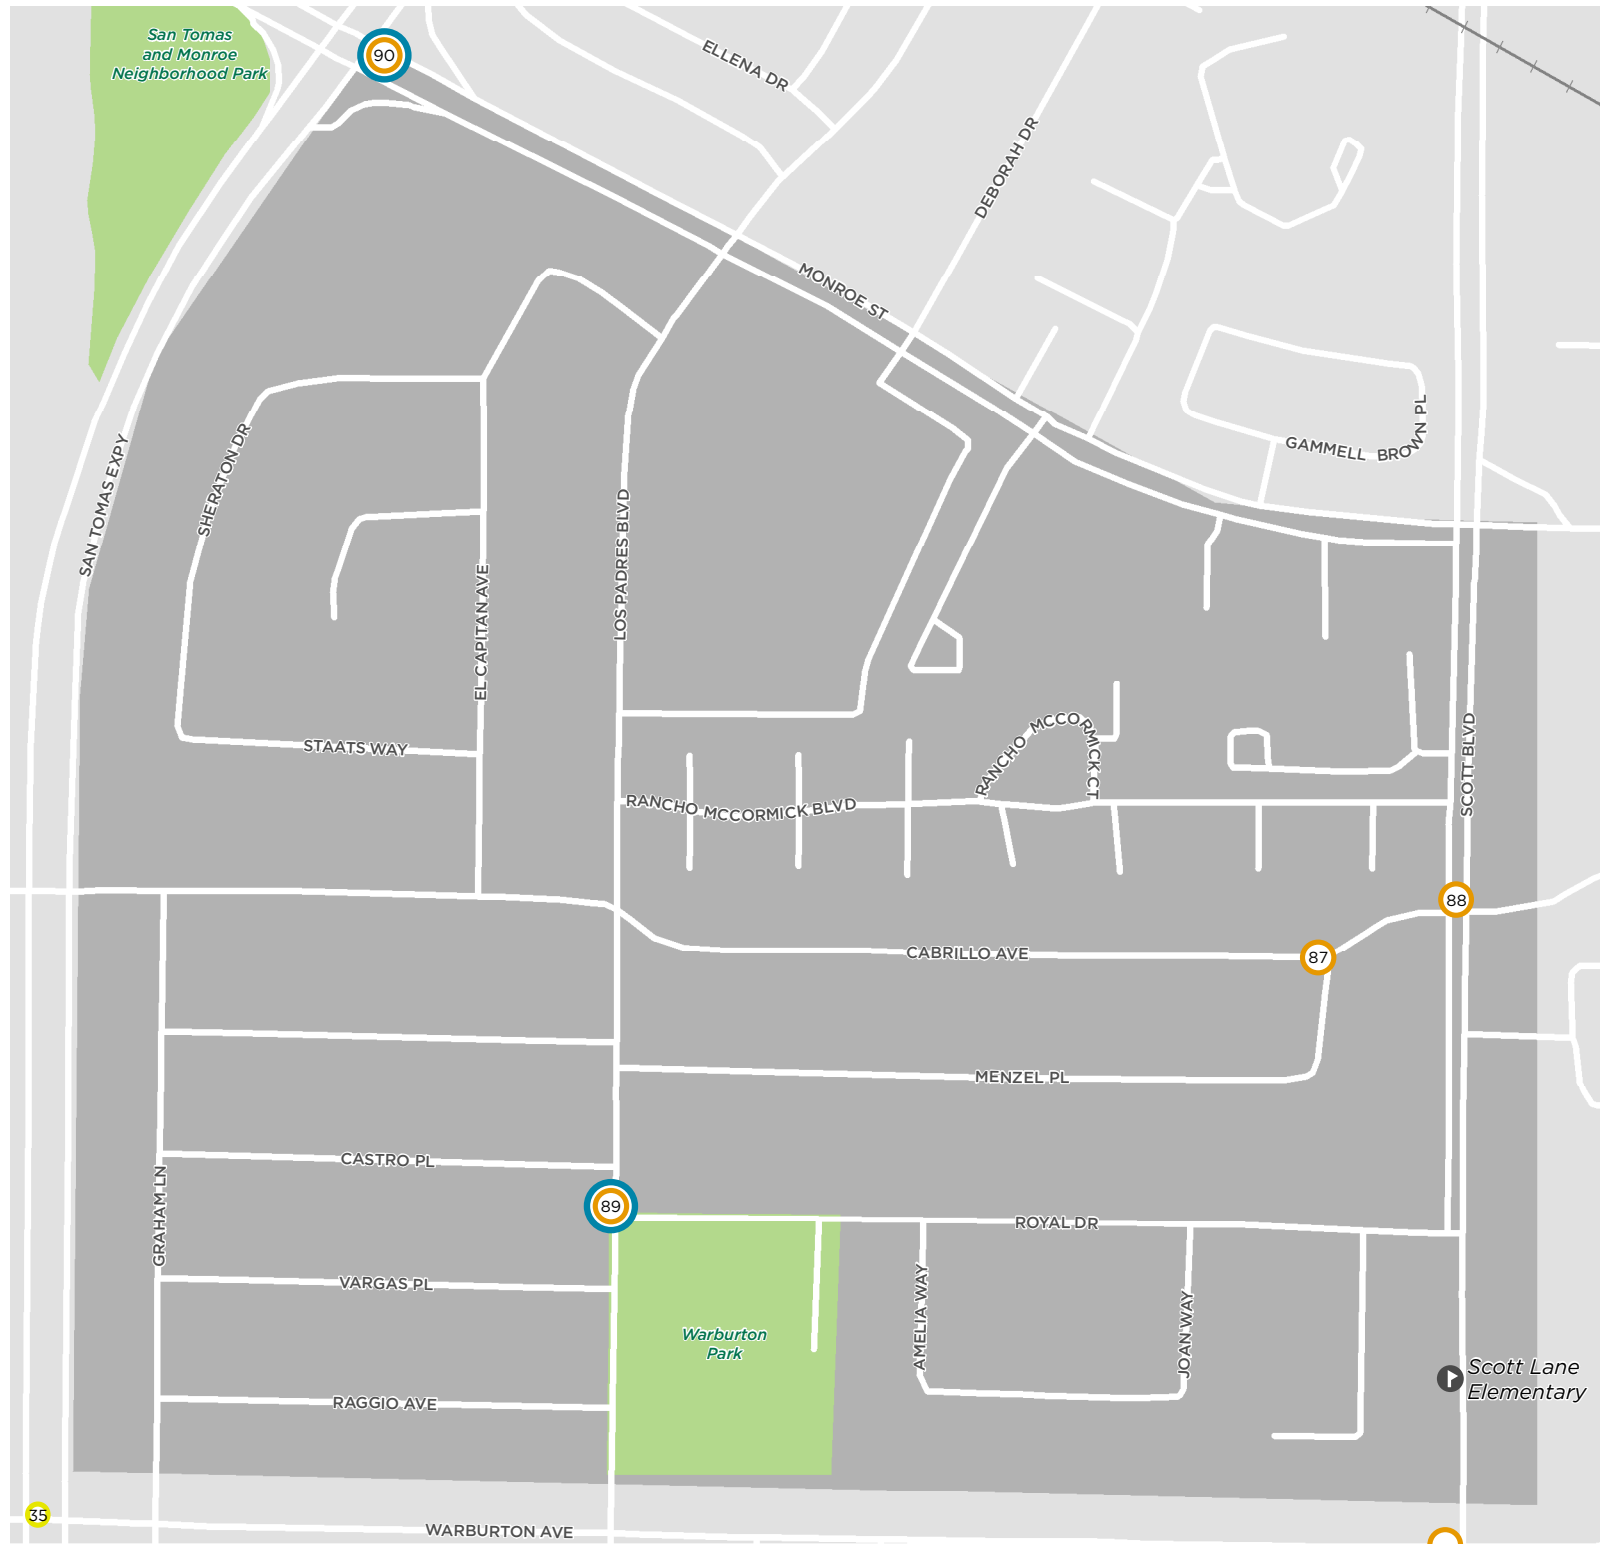 San Tomas
and Monroe
Neighborhood Park
90
ELLENA DR
DEBORAH DR
MONROE ST
GAMMELL BROWN PL
SHERATON DR
SAN TOMAS EXPY
LOS PADRES BLVD
EL CAPITAN AVE
STAATS WAY
RANCHO MCCORMICK CT
SCOTT BLVD
RANCHO MCCORMICK BLVD
88
CABRILLO AVE
87
MENZEL PL
CASTRO PL
GRAHAM LN
89
ROYAL DR
VARGAS PL
AMELIA WAY
JOAN WAY
Warburton
Park
Scott Lane
Elementary
RAGGIO AVE
35
WARBURTON AVE